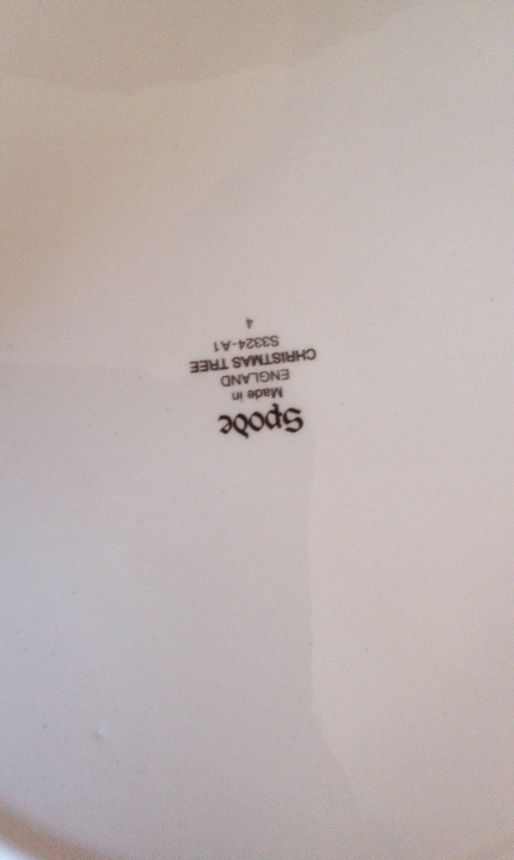 Spode
Made in
ENGLAND
CHRISTMAS TREE
S3324-A1
4